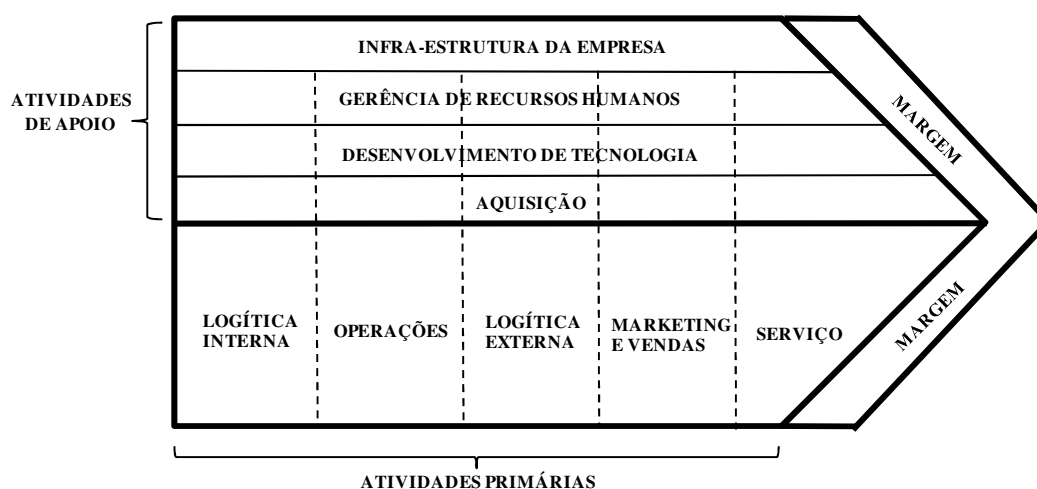 INFRA-ESTRUTURA DA EMPRESA
ATIVIDADES
DE APOIO
GERÊNCIA DE RECURSOS HUMANOS
DESENVOLVIMENTO DE TECNOLOGIA
AQUISIÇÃO
MARGEM
LOGÍTICA
INTERNA
OPERAÇÕES
LOGÍTICA
EXTERNA
MARKETING
E VENDAS
SERVIÇO
MARGEM
ATIVIDADES PRIMÁRIAS